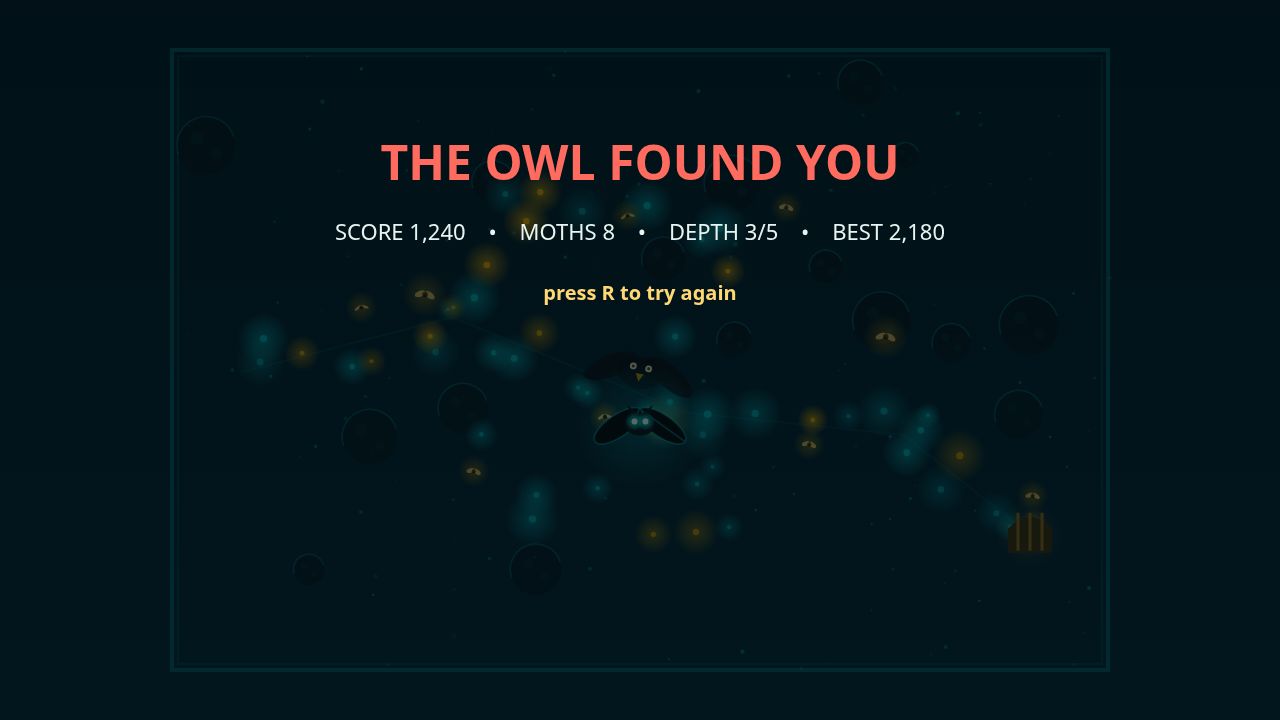 THE OWL FOUND YOU
SCORE 1,240 • MOTHS 8 • DEPTH 3/5 • BEST 2,180
press R to try again